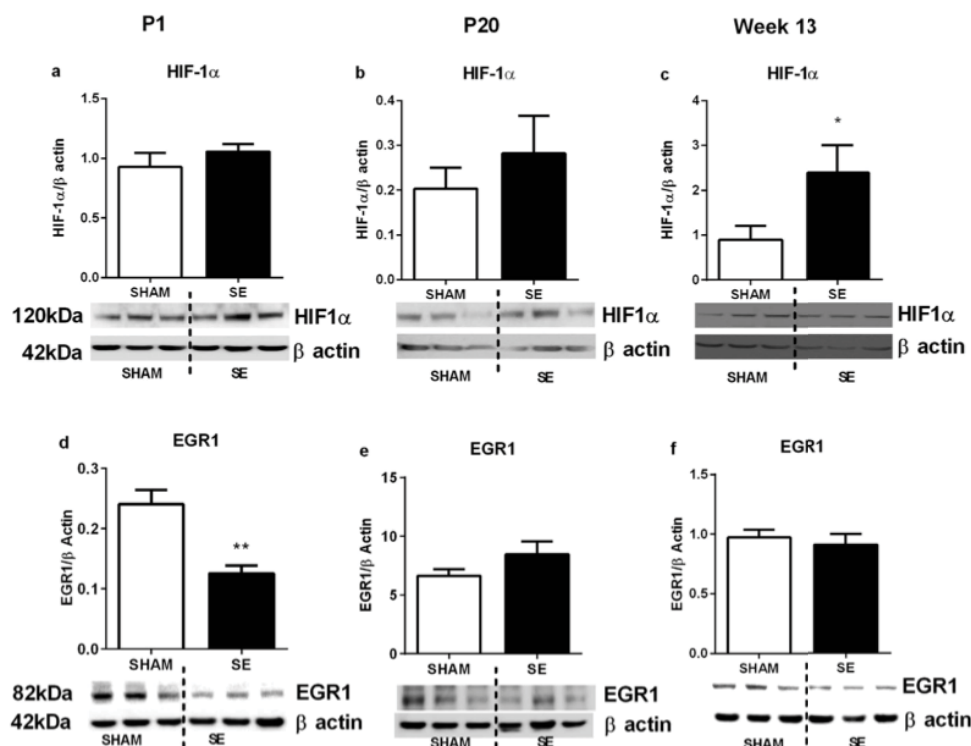 P1 P20 Week 13
a
HIF-1α
HIF-1α/β actin
1.5
1.0
0.5
0.0
SHAM SE
120kDa HIF1α
42kDa β actin
SHAM SE
b
HIF-1α
HIF-1α/β actin
0.4
0.3
0.2
0.1
0.0
SHAM SE
HIF1α
β actin
SHAM SE
c
HIF-1α
HIF-1α/β actin
4
3
2
1
0
*
SHAM SE
HIF1α
β actin
SHAM SE
d
EGR1
EGR1/β Actin
0.3
0.2
0.1
0.0
**
SHAM SE
82kDa EGR1
42kDa β actin
SHAM SE
e
EGR1
EGR1/β Actin
15
10
5
0
SHAM SE
EGR1
β actin
SHAM SE
f
EGR1
EGR1/β Actin
1.5
1.0
0.5
0.0
SHAM SE
EGR1
β actin
SHAM SE